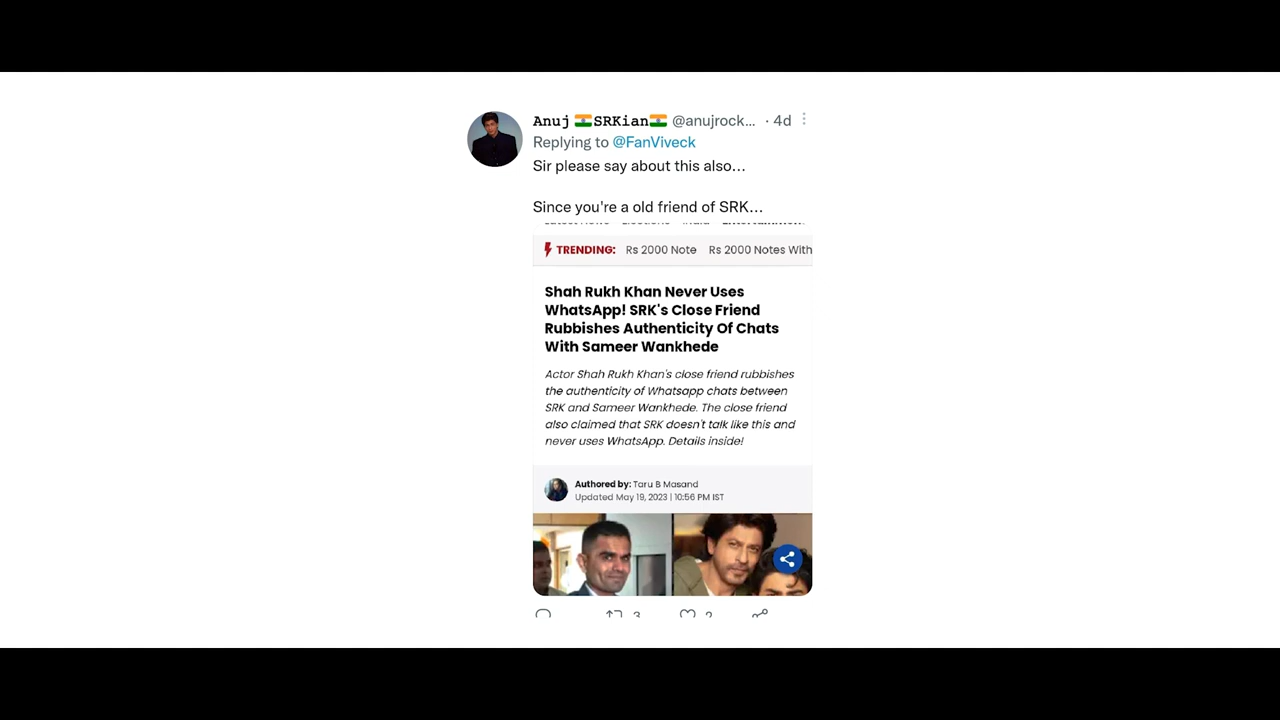 Anuj 🇮🇳SRKian🇮🇳 @anujrock... · 4d
Replying to @FanViveck
Sir please say about this also...
Since you're a old friend of SRK...
TRENDING: Rs 2000 Note Rs 2000 Notes With
Shah Rukh Khan Never Uses
WhatsApp! SRK's Close Friend
Rubbishes Authenticity Of Chats
With Sameer Wankhede
Actor Shah Rukh Khan's close friend rubbishes
the authenticity of Whatsapp chats between
SRK and Sameer Wankhede. The close friend
also claimed that SRK doesn't talk like this and
never uses WhatsApp. Details inside!
Authored by: Taru B Masand
Updated May 19, 2023 | 10:56 PM IST
3 2